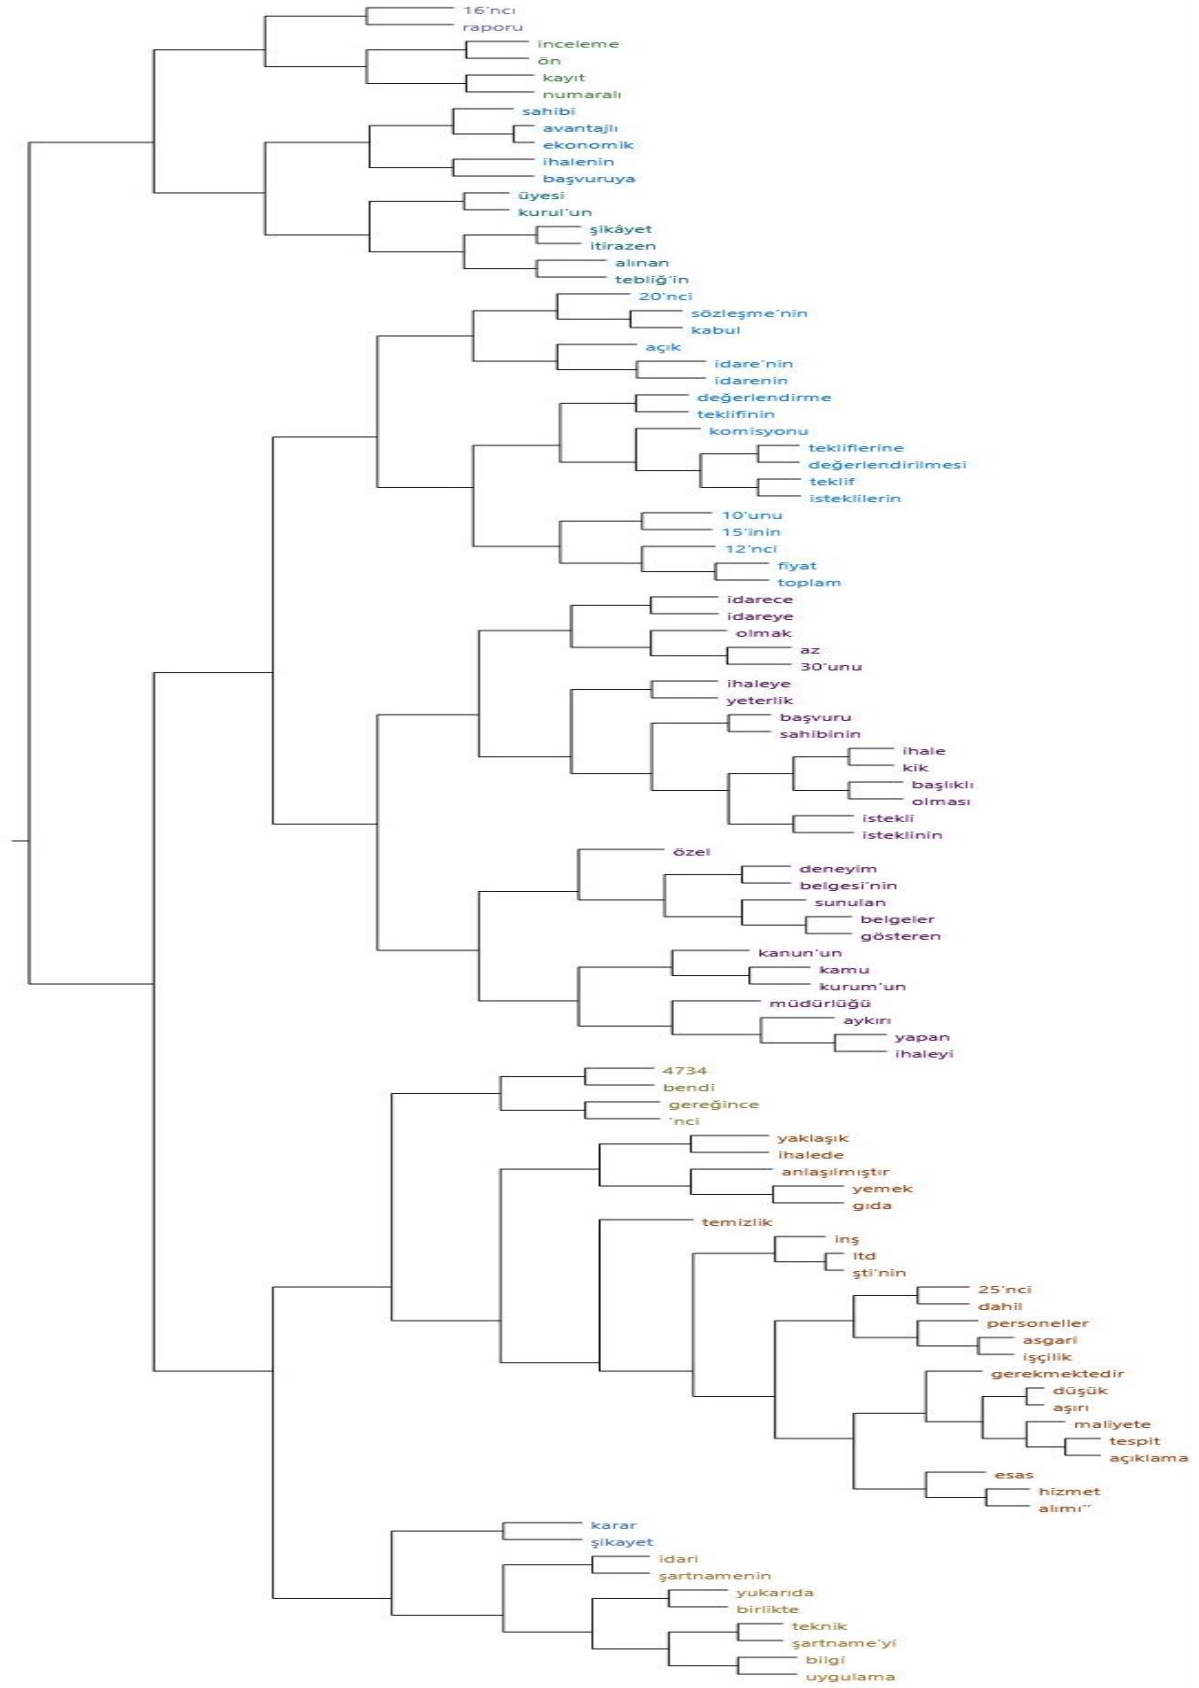 16'ncı
raporu
inceleme
ön
kayıt
numaralı
sahibi
avantajlı
ekonomik
ihalenin
başvuruya
üyesi
kurul'un
şikâyet
itirazen
alınan
tebliğ'in
20'nci
sözleşme'nin
kabul
açık
idare'nin
idarenin
değerlendirme
teklifinin
komisyonu
tekliflerine
değerlendirilmesi
teklif
isteklilerin
10'unu
15'inin
12'nci
fiyat
toplam
idarece
idareye
olmak
az
30'unu
ihaleye
yeterlik
başvuru
sahibinin
ihale
kik
başlıklı
olması
istekli
isteklinin
özel
deneyim
belgesi'nin
sunulan
belgeler
gösteren
kanun'un
kamu
kurum'un
müdürlüğü
aykırı
yapan
ihaleyi
4734
bendi
gereğince
'nci
yaklaşık
ihalede
anlaşılmıştır
yemek
gıda
temizlik
inş
ltd
şti'nin
25'nci
dahil
personeller
asgari
işçilik
gerekmektedir
düşük
aşırı
maliyete
tespit
açıklama
esas
hizmet
alımı"
karar
şikayet
idari
şartnamenin
yukarıda
birlikte
teknik
şartname'yi
bilgi
uygulama